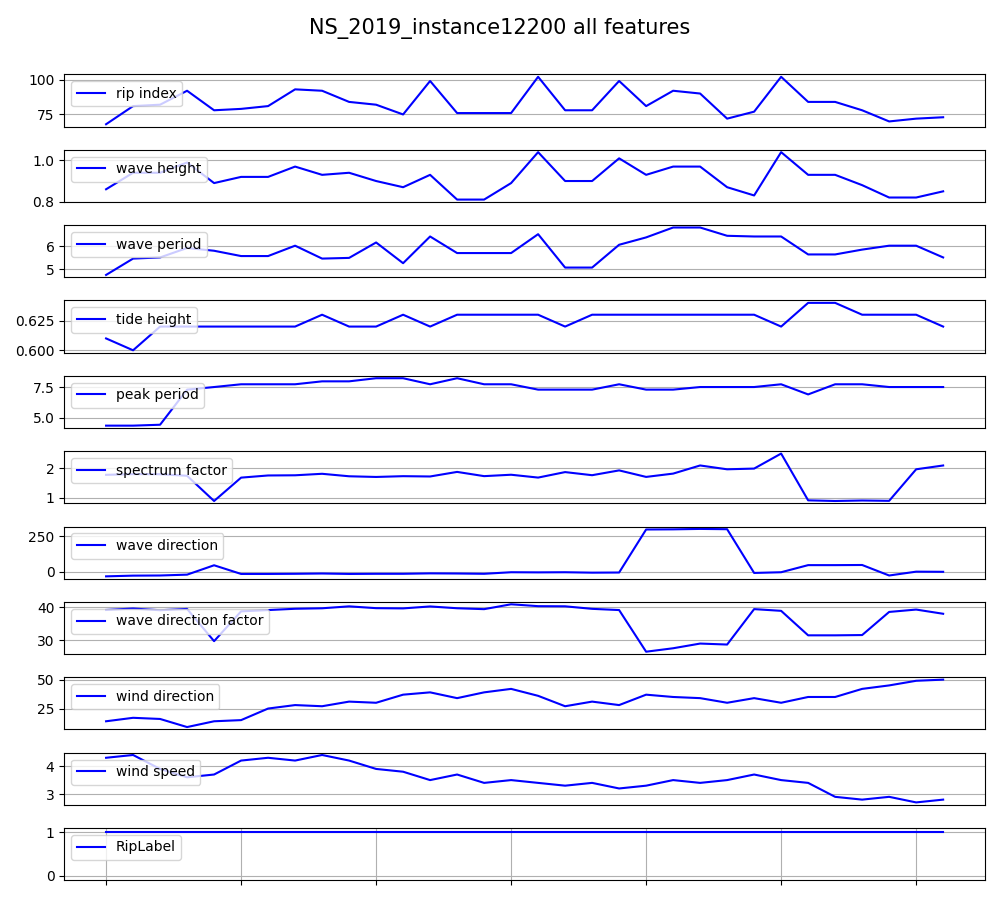 NS_2019_instance12200 all features
100
75
rip index
1.0
0.8
wave height
6
5
wave period
0.625
0.600
tide height
7.5
5.0
peak period
2
1
spectrum factor
250
0
wave direction
40
30
wave direction factor
50
25
wind direction
4
3
wind speed
1
0
RipLabel